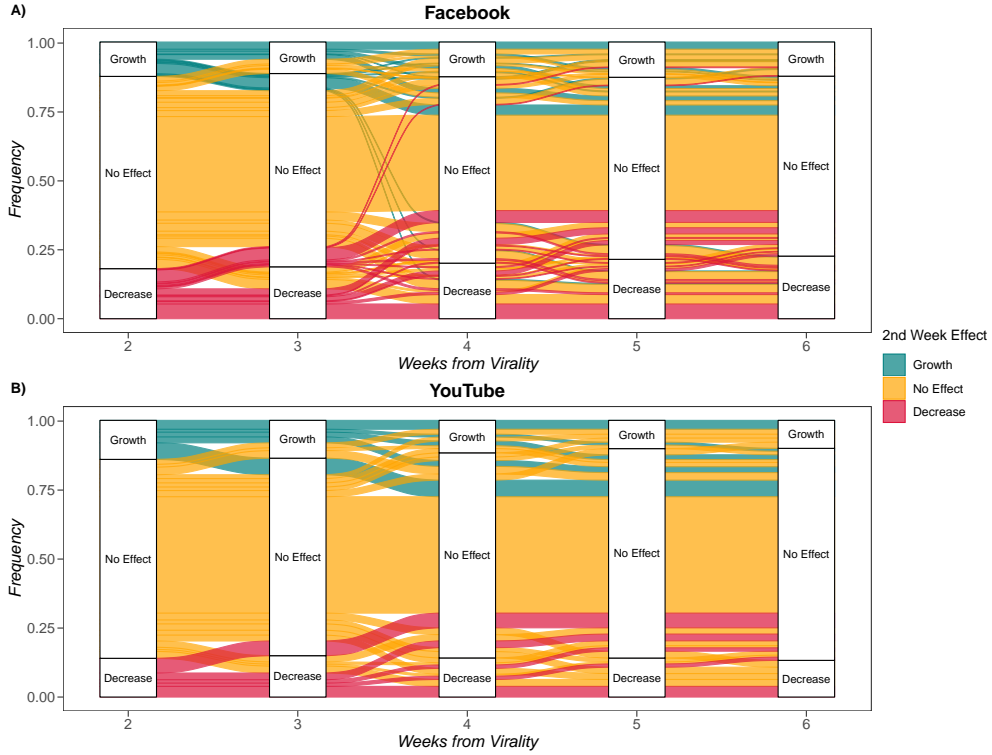 A)
Facebook
1.00
0.75
0.50
0.25
0.00
Frequency
Growth
No Effect
Decrease
Growth
No Effect
Decrease
Growth
No Effect
Decrease
Growth
No Effect
Decrease
Growth
No Effect
Decrease
2 3 4 5 6
Weeks from Virality
2nd Week Effect
Growth
No Effect
Decrease
B)
YouTube
1.00
0.75
0.50
0.25
0.00
Frequency
Growth
No Effect
Decrease
Growth
No Effect
Decrease
Growth
No Effect
Decrease
Growth
No Effect
Decrease
Growth
No Effect
Decrease
2 3 4 5 6
Weeks from Virality